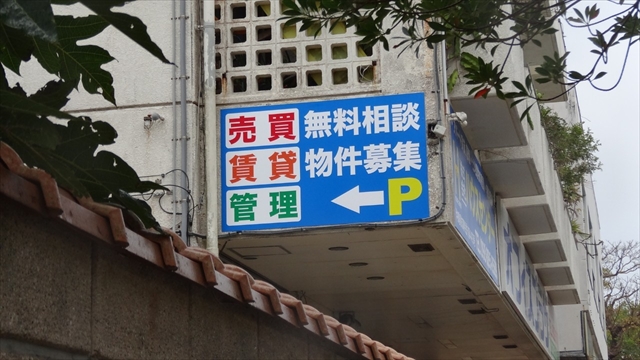 売買 無料相談
賃貸 物件募集
管理 ←P